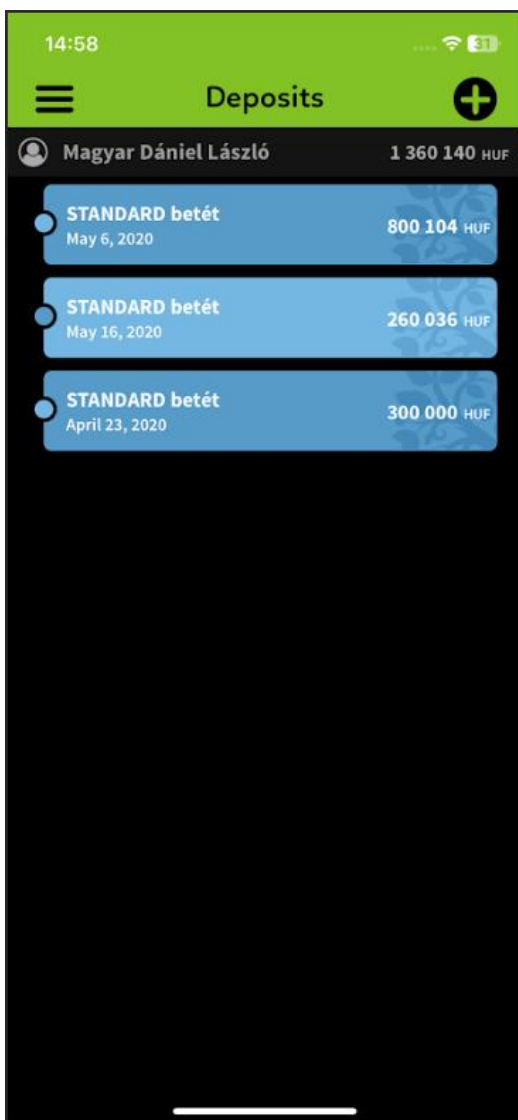 14:58
31
Deposits
Magyar Dániel László 1 360 140 HUF
STANDARD betét
May 6, 2020
800 104 HUF
STANDARD betét
May 16, 2020
260 036 HUF
STANDARD betét
April 23, 2020
300 000 HUF